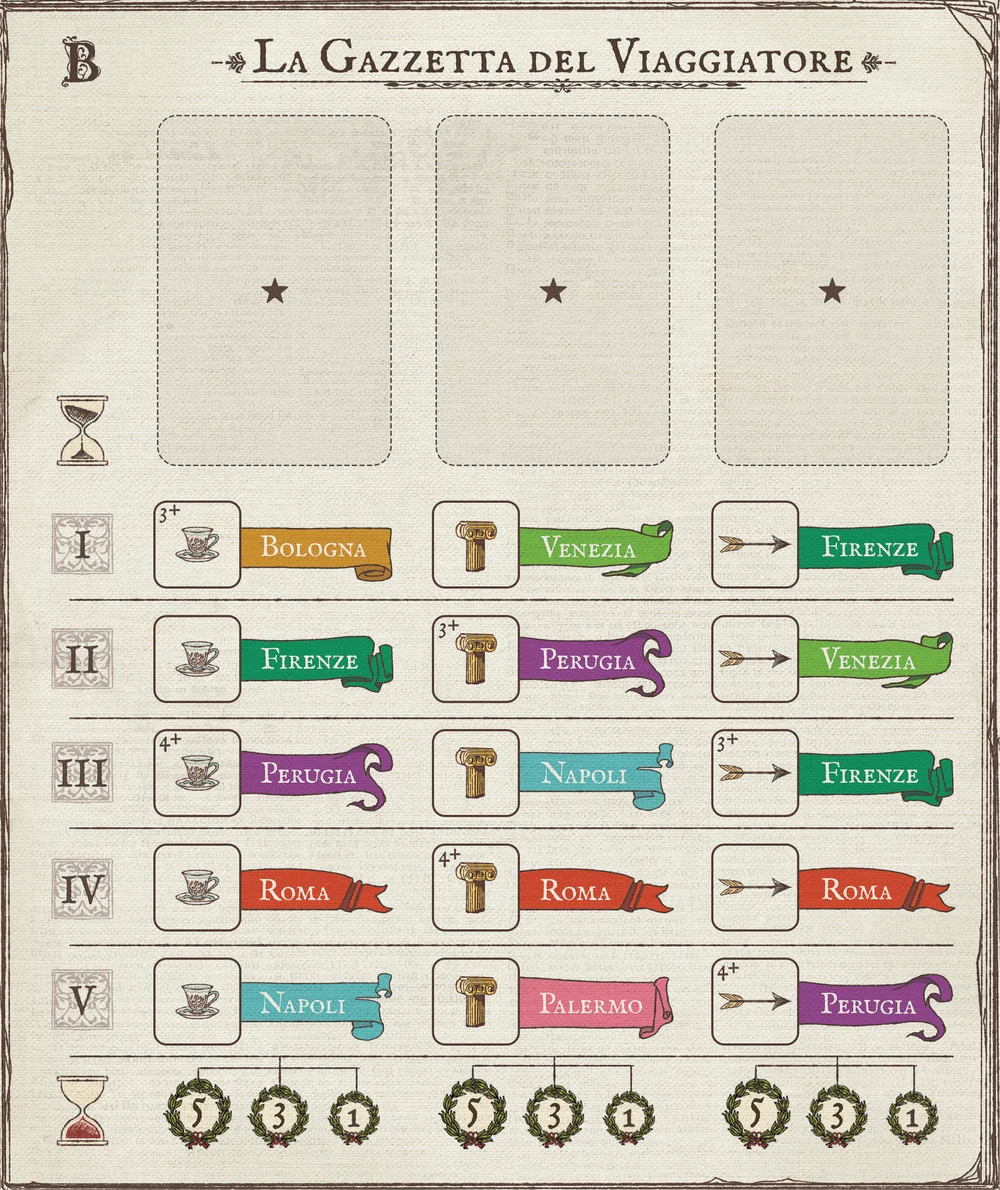 B
La Gazzetta del Viaggiatore
I 3+ Bologna Venezia Firenze
II Firenze 3+ Perugia Venezia
III 4+ Perugia Napoli 3+ Firenze
IV Roma 4+ Roma Roma
V Napoli Palermo 4+ Perugia
5 3 1 5 3 1 5 3 1